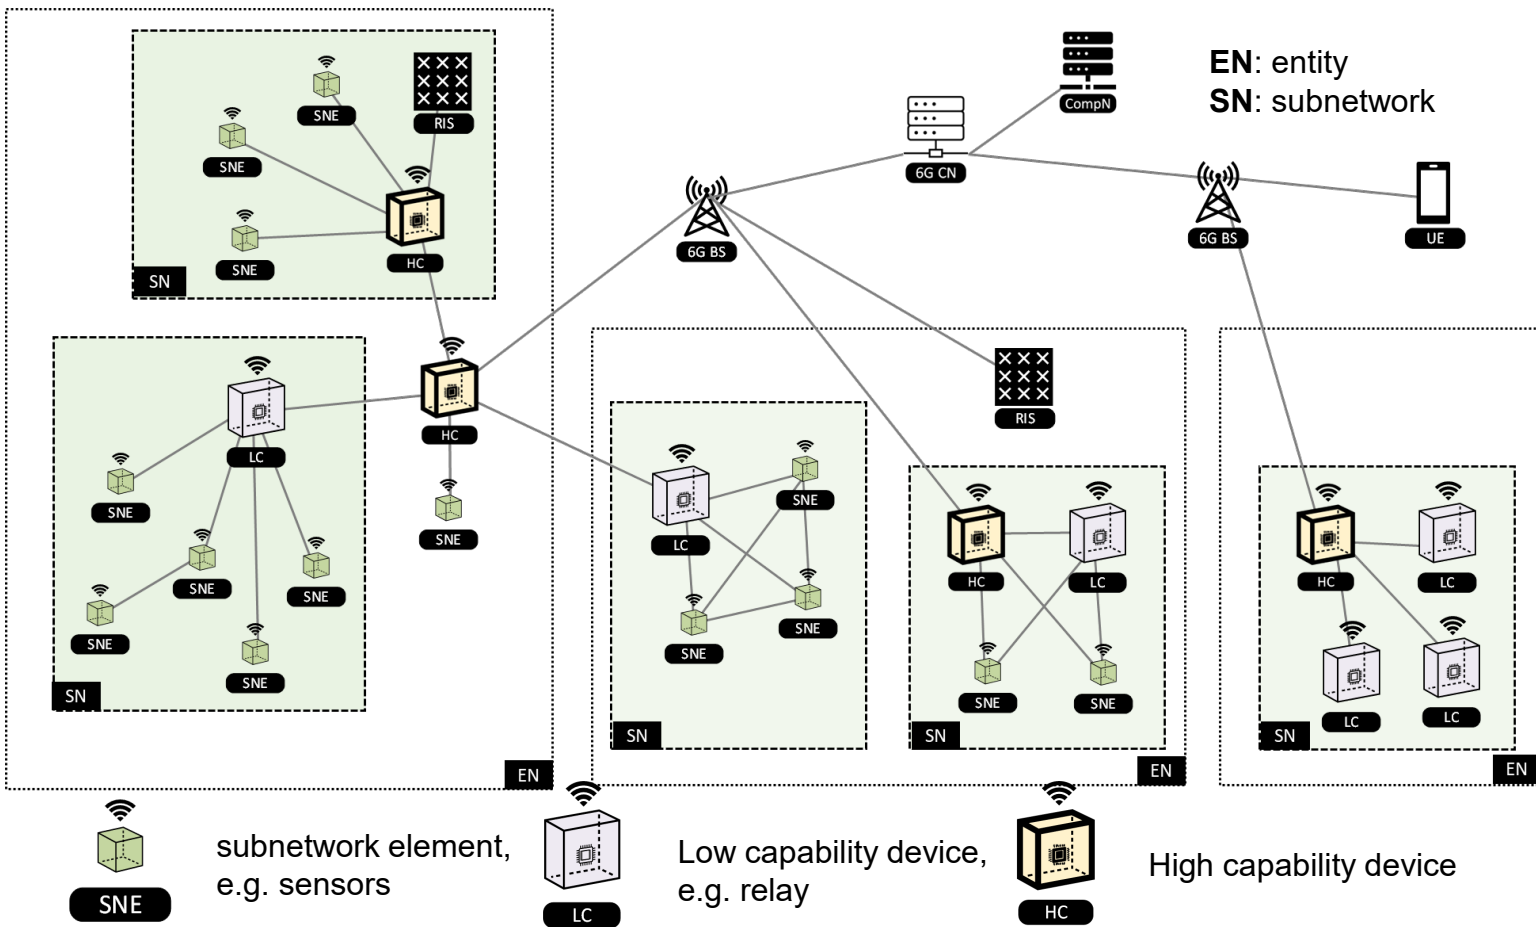 EN: entity
SN: subnetwork
CompN
6G CN
6G BS
6G BS
UE
SNE
RIS
SNE
SNE
HC
SN
HC
LC
SNE
SNE
SNE
SNE
SNE
SNE
SN
EN
RIS
SNE
LC
SNE
SNE
SN
HC
LC
SNE
SNE
SN
EN
HC
LC
LC
LC
SN
EN
subnetwork element,
e.g. sensors
SNE
Low capability device,
e.g. relay
LC
High capability device
HC